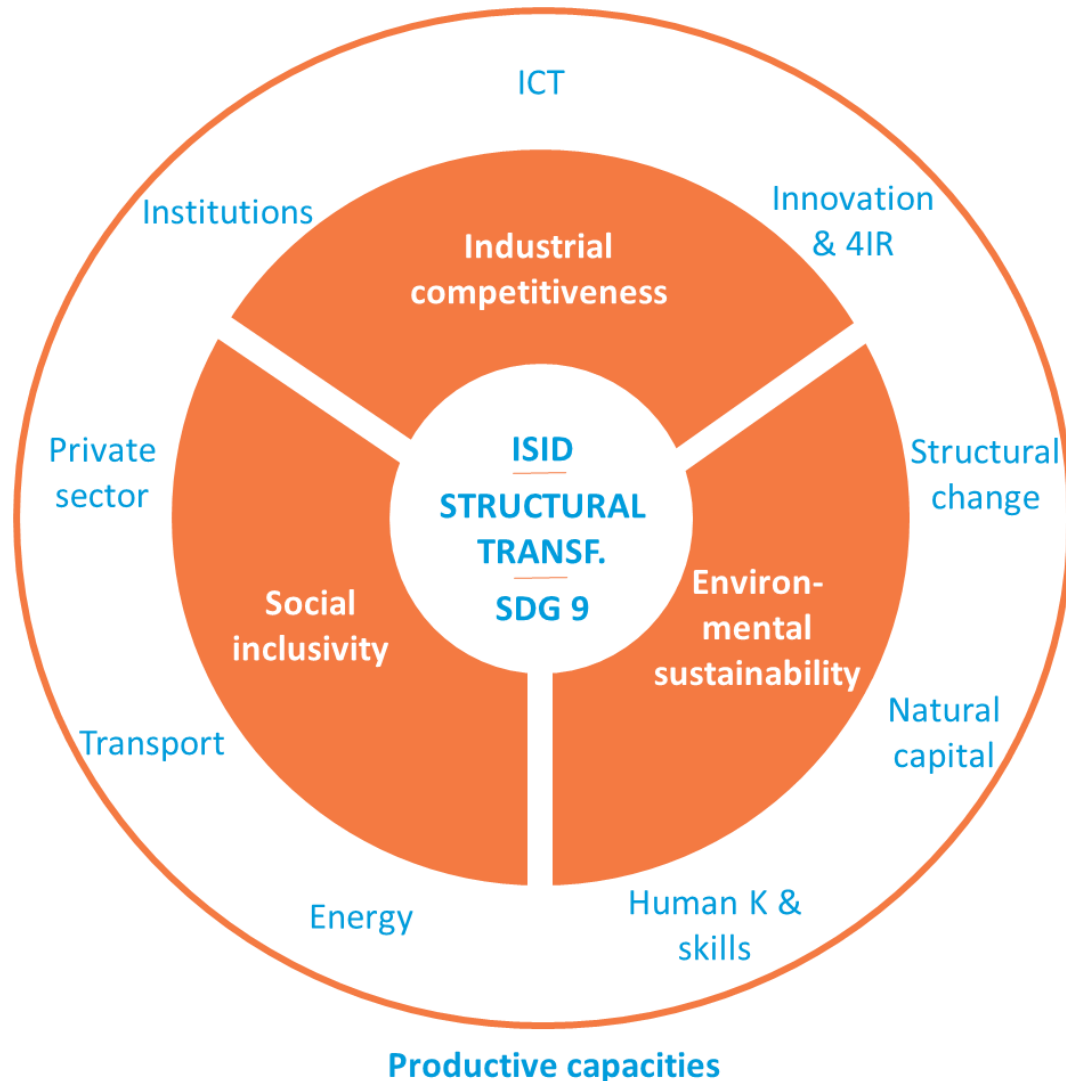 ICT
Institutions
Innovation
& 4IR
Industrial
competitiveness
Private
sector
Structural
change
ISID
STRUCTURAL
TRANSF.
SDG 9
Social
inclusivity
Environ-
mental
sustainability
Transport
Natural
capital
Energy
Human K &
skills
Productive capacities